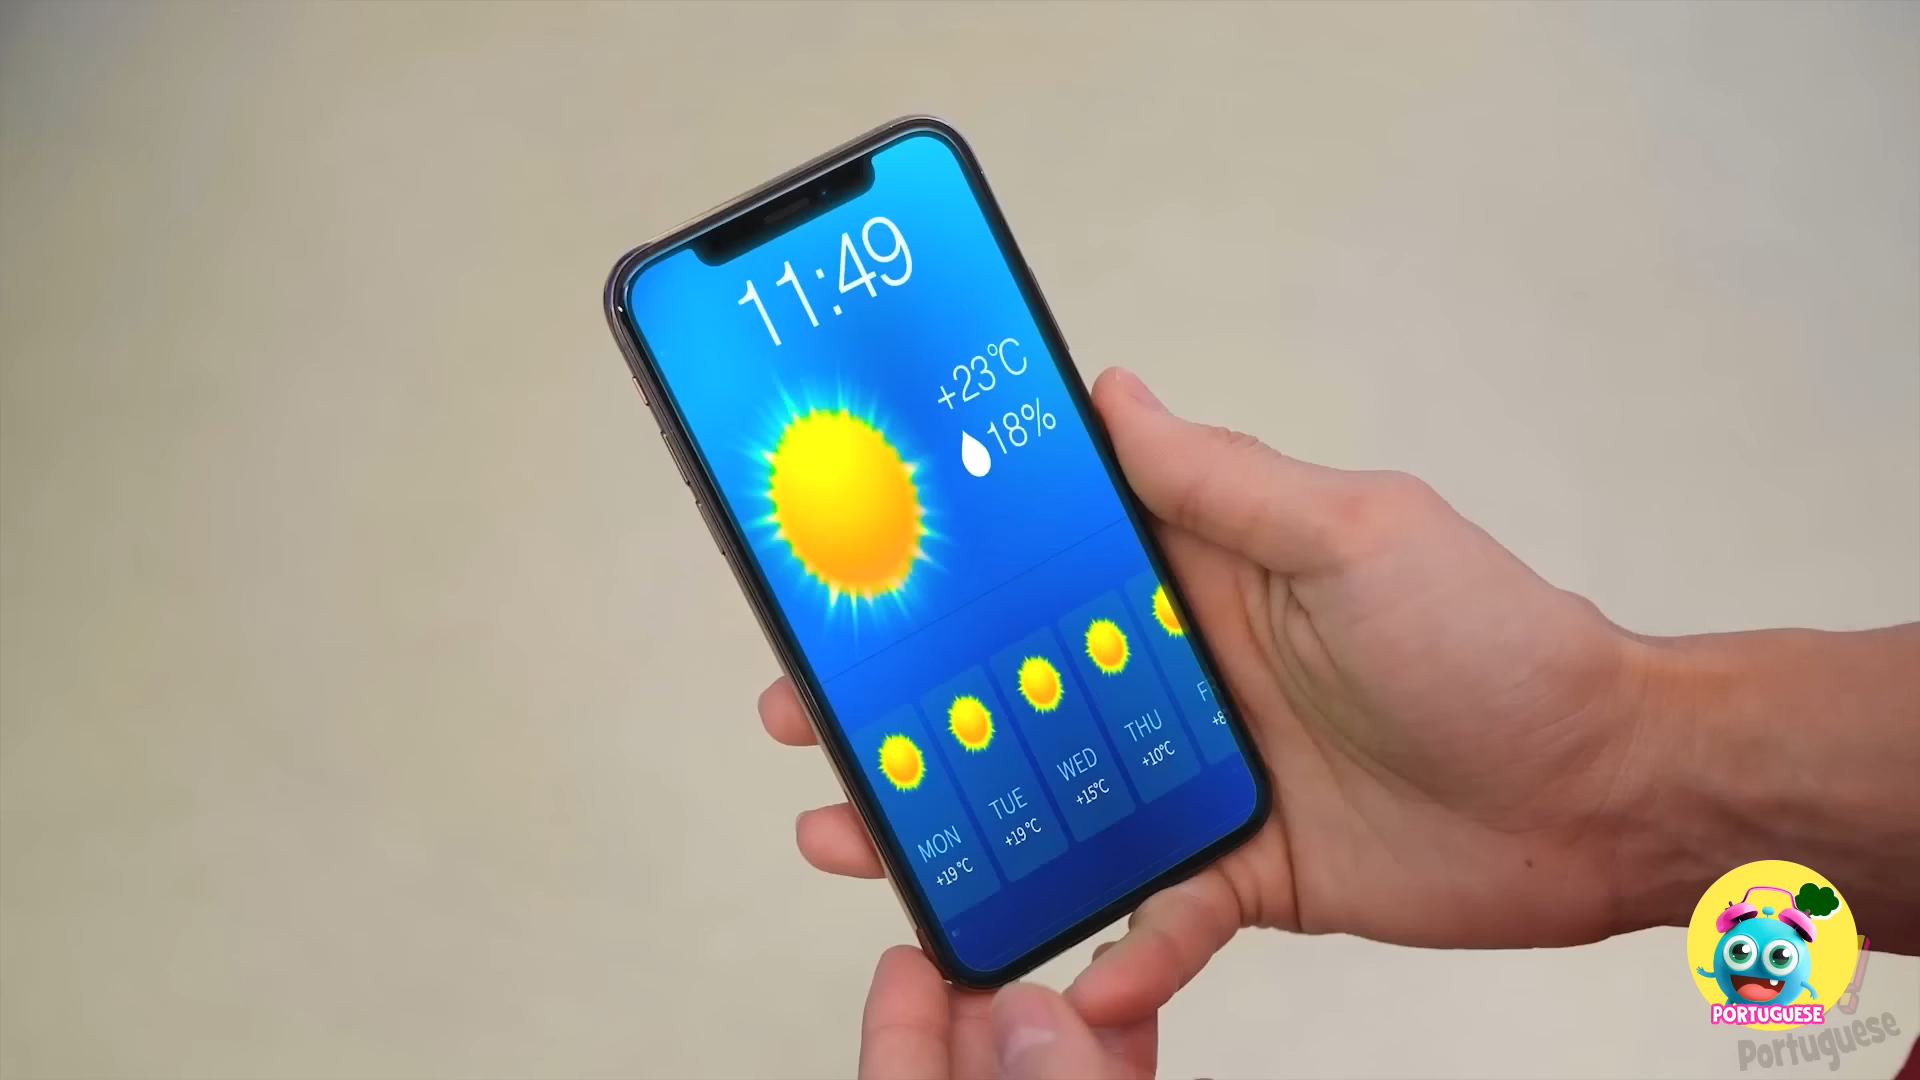 11:49
+23°C
18%
MON
+19°C
TUE
+19°C
WED
+15°C
THU
+10°C
PORTUGUESE
Portuguese